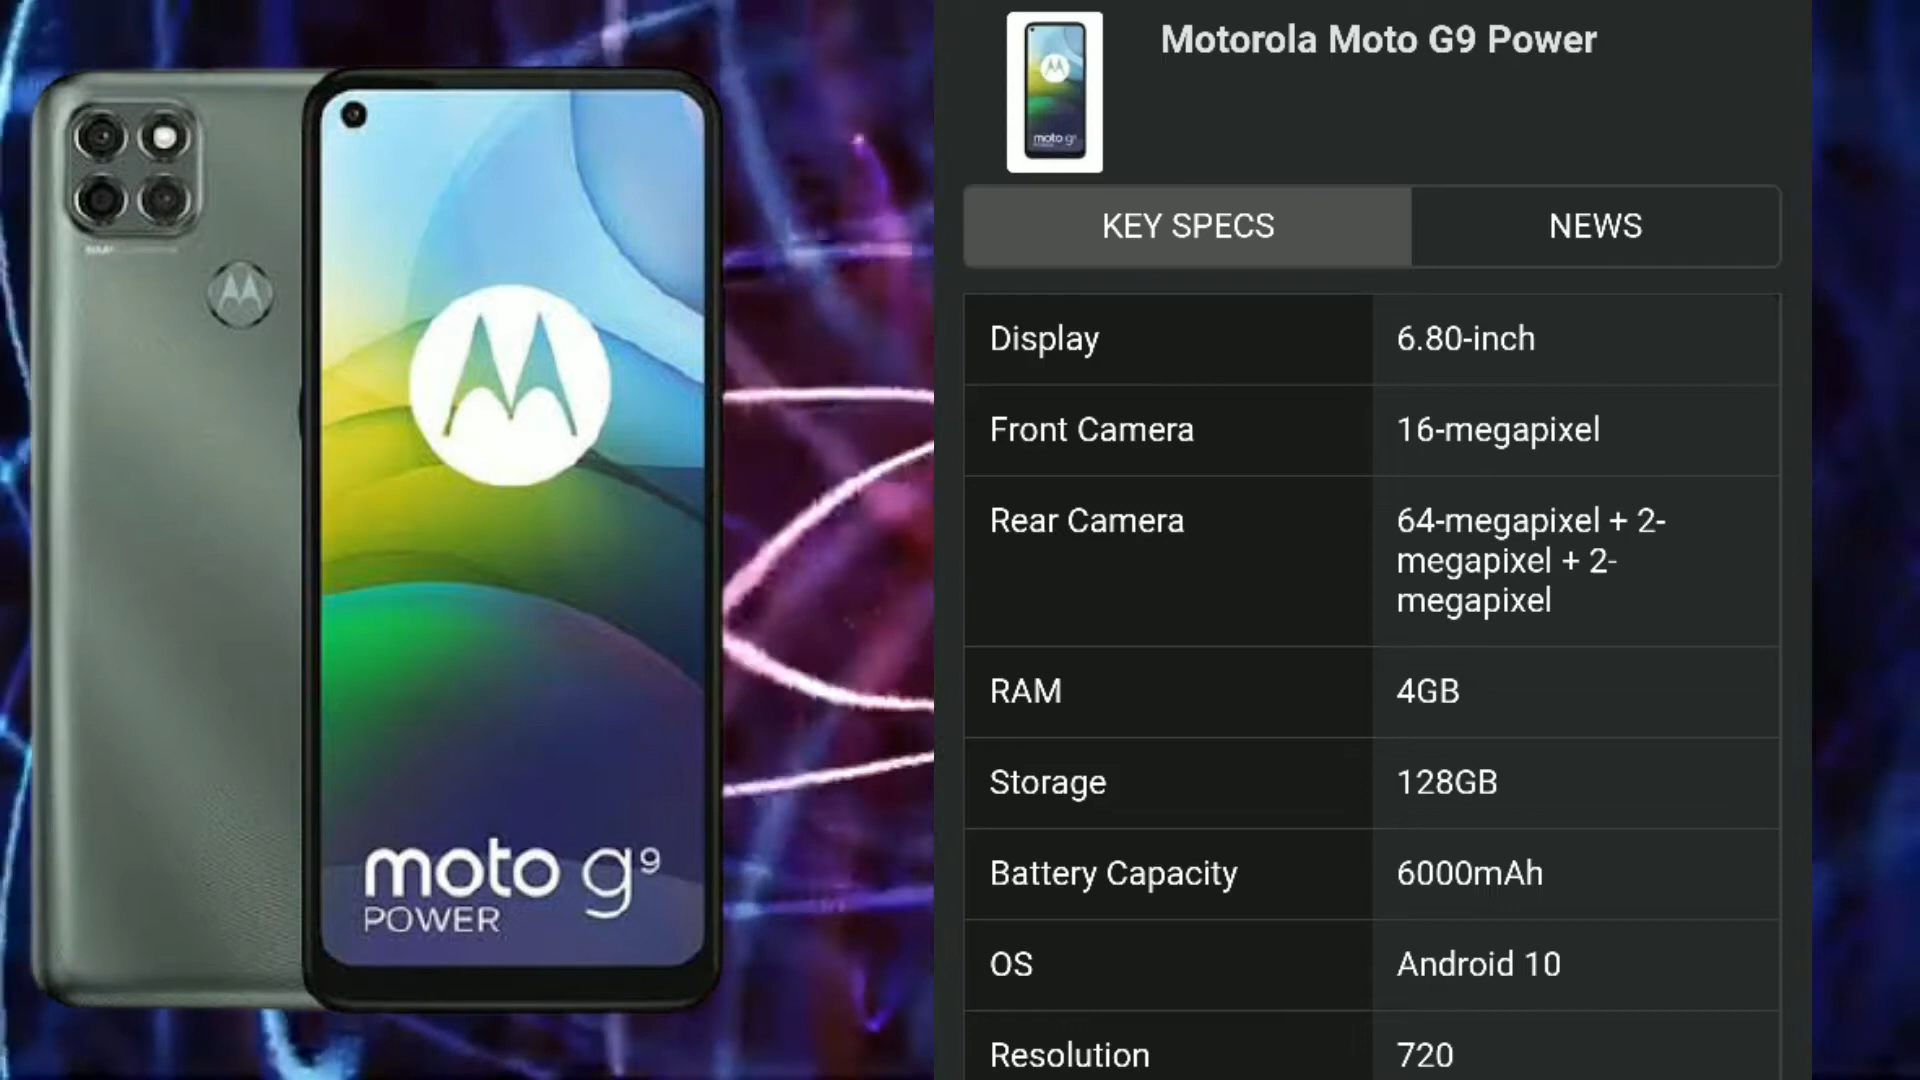 Motorola Moto G9 Power
moto g9
KEY SPECS
NEWS
Display
6.80-inch
Front Camera
16-megapixel
Rear Camera
64-megapixel + 2-
megapixel + 2-
megapixel
RAM
4GB
Storage
128GB
Battery Capacity
6000mAh
OS
Android 10
Resolution
720
moto g9
POWER